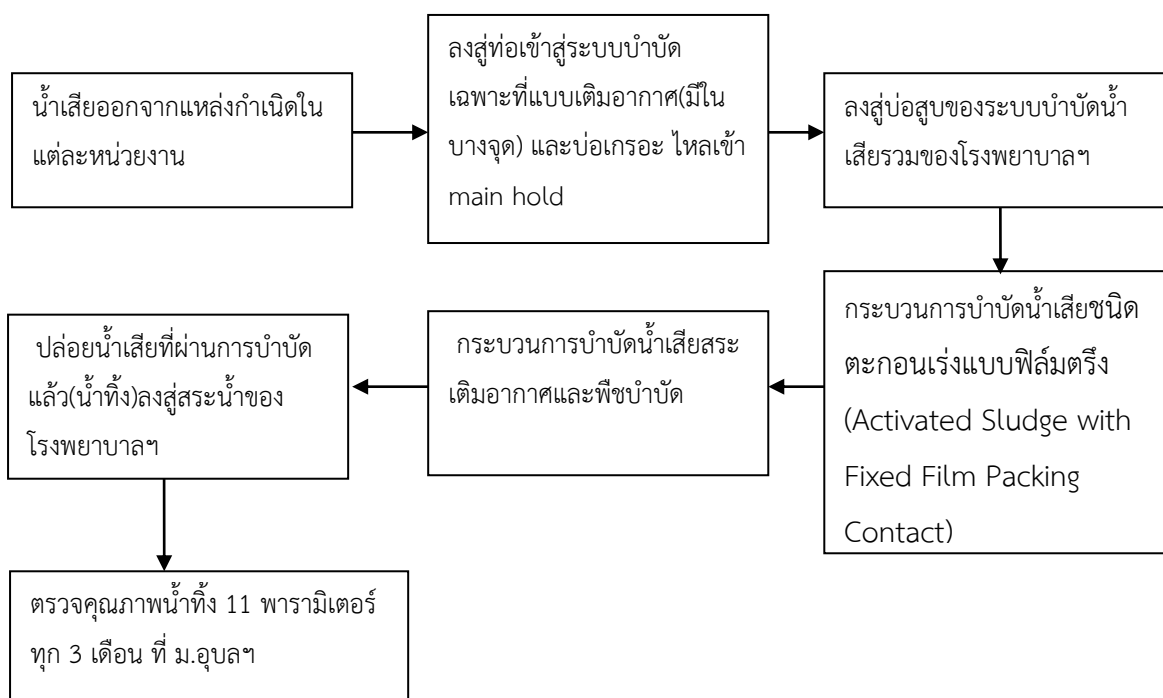 น้ำเสียออกจากแหล่งกำเนิดใน
แต่ละหน่วยงาน
ลงสู่ท่อเข้าสู่ระบบบำบัด
เฉพาะที่แบบเติมอากาศ(มีใน
บางจุด) และบ่อเกรอะ ไหลเข้า
main hold
ลงสู่บ่อสูบของระบบบำบัดน้ำ
เสียรวมของโรงพยาบาลฯ
กระบวนการบำบัดน้ำเสียชนิด
ตะกอนเร่งแบบฟิล์มตรึง
(Activated Sludge with
Fixed Film Packing
Contact)
กระบวนการบำบัดน้ำเสียสระ
เติมอากาศและพืชบำบัด
ปล่อยน้ำเสียที่ผ่านการบำบัด
แล้ว(น้ำทิ้ง)ลงสู่สระน้ำของ
โรงพยาบาลฯ
ตรวจคุณภาพน้ำทิ้ง 11 พารามิเตอร์
ทุก 3 เดือน ที่ ม.อุบลฯ